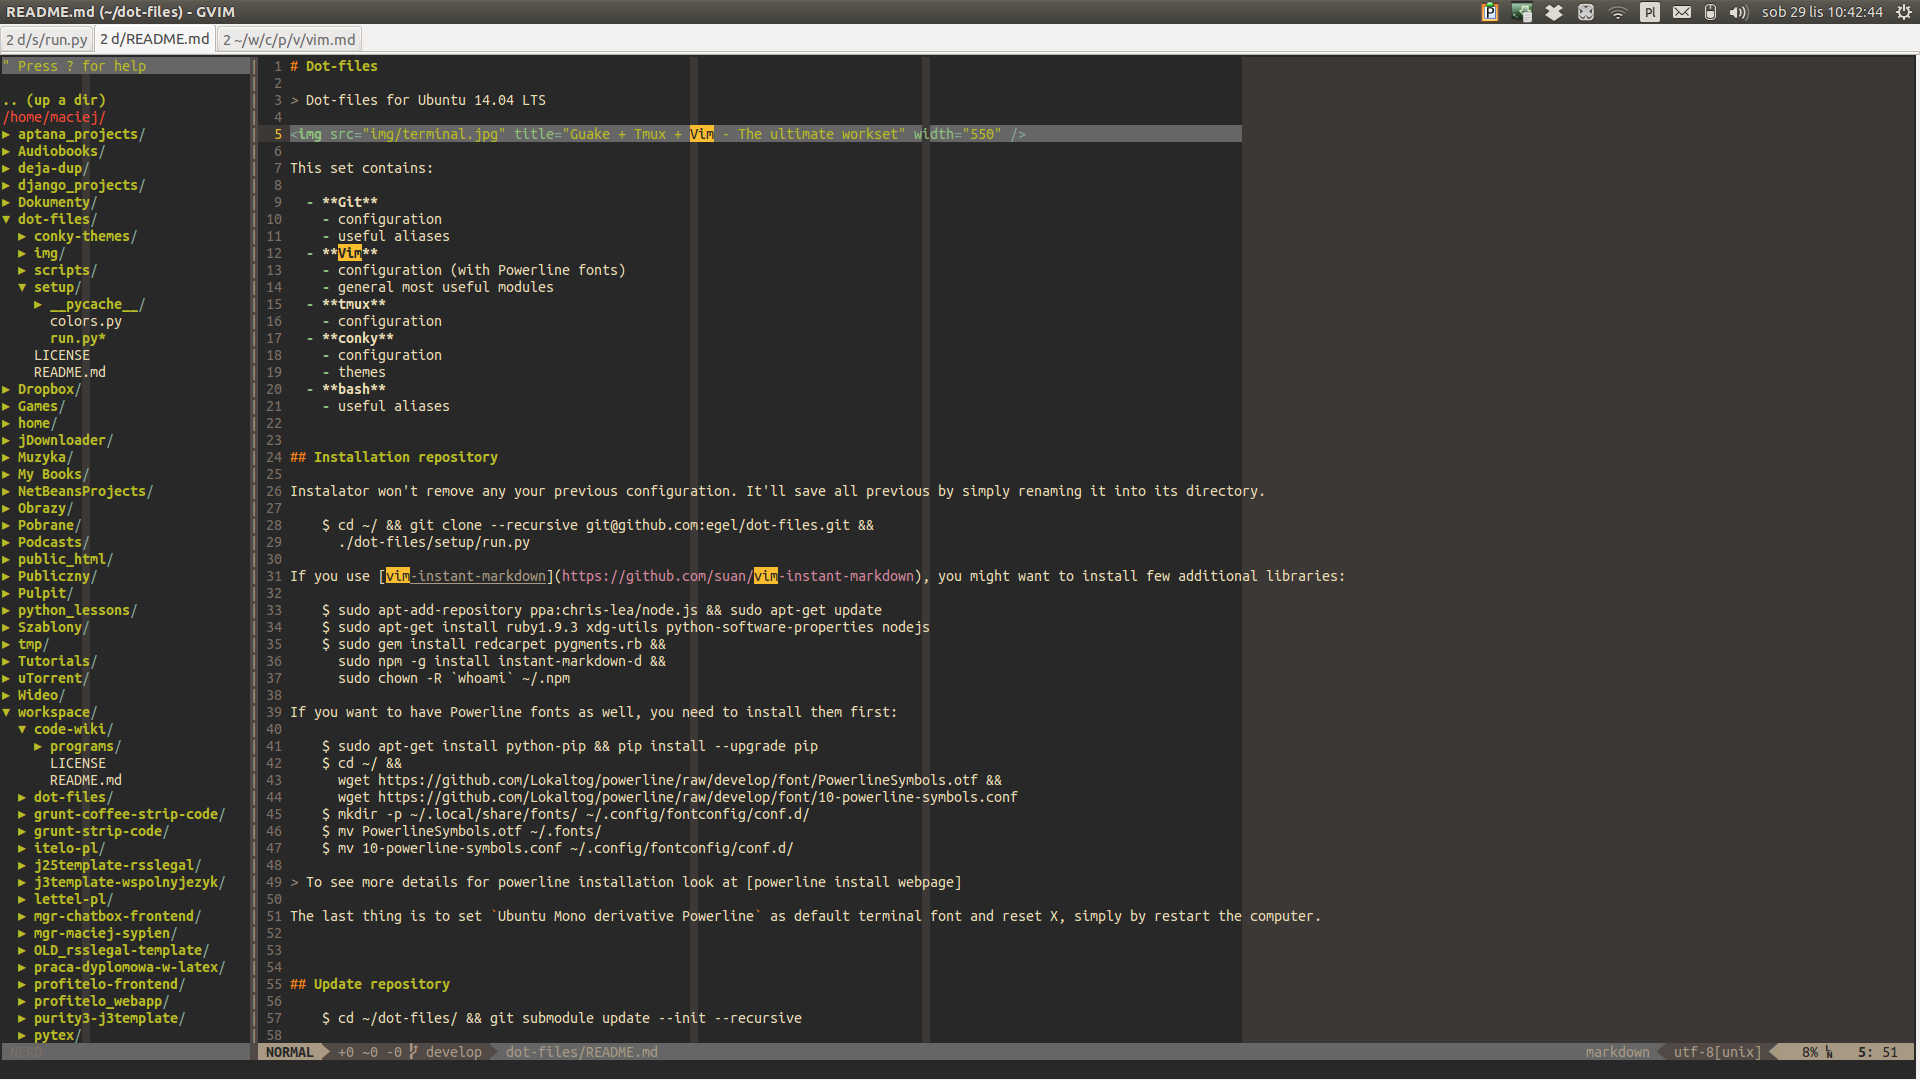 README.md (~/dot-files) - GVIM
Pl
sob 29 lis 10:42:44
2 d/s/run.py
2 d/README.md
2 ~/w/c/p/v/vim.md
" Press ? for help
.. (up a dir)
/home/maciej/
▶ aptana_projects/
▶ Audiobooks/
▶ deja-dup/
▶ django_projects/
▶ Dokumenty/
▼ dot-files/
▶ conky-themes/
▶ img/
▶ scripts/
▼ setup/
▶ __pycache__/
colors.py
run.py*
LICENSE
README.md
▶ Dropbox/
▶ Games/
▶ home/
▶ jDownloader/
▶ Muzyka/
▶ My Books/
▶ NetBeansProjects/
▶ Obrazy/
▶ Pobrane/
▶ Podcasts/
▶ public_html/
▶ Publiczny/
▶ Pulpit/
▶ python_lessons/
▶ Szablony/
▶ tmp/
▶ Tutorials/
▶ uTorrent/
▶ Wideo/
▼ workspace/
▼ code-wiki/
▶ programs/
LICENSE
README.md
▶ dot-files/
▶ grunt-coffee-strip-code/
▶ grunt-strip-code/
▶ itelo-pl/
▶ j25template-rsslegal/
▶ j3template-wspolnyjezyk/
▶ lettel-pl/
▶ mgr-chatbox-frontend/
▶ mgr-maciej-sypien/
▶ OLD_rsslegal-template/
▶ praca-dyplomowa-w-latex/
▶ profitelo-frontend/
▶ profitelo_webapp/
▶ purity3-j3template/
▶ pytex/
1 # Dot-files
2
3 > Dot-files for Ubuntu 14.04 LTS
4
5 <img src="img/terminal.jpg" title="Guake + Tmux + Vim - The ultimate workset" width="550" />
6
7 This set contains:
8
9 - **Git**
10 - configuration
11 - useful aliases
12 - **Vim**
13 - configuration (with Powerline fonts)
14 - general most useful modules
15 - **tmux**
16 - configuration
17 - **conky**
18 - configuration
19 - themes
20 - **bash**
21 - useful aliases
22
23
24 ## Installation repository
25
26 Instalator won't remove any your previous configuration. It'll save all previous by simply renaming it into its directory.
27
28 $ cd ~/ && git clone --recursive git@github.com:egel/dot-files.git &&
29 ./dot-files/setup/run.py
30
31 If you use [vim-instant-markdown](https://github.com/suan/vim-instant-markdown), you might want to install few additional libraries:
32
33 $ sudo apt-add-repository ppa:chris-lea/node.js && sudo apt-get update
34 $ sudo apt-get install ruby1.9.3 xdg-utils python-software-properties nodejs
35 $ sudo gem install redcarpet pygments.rb &&
36 sudo npm -g install instant-markdown-d &&
37 sudo chown -R `whoami` ~/.npm
38
39 If you want to have Powerline fonts as well, you need to install them first:
40
41 $ sudo apt-get install python-pip && pip install --upgrade pip
42 $ cd ~/ &&
43 wget https://github.com/Lokaltog/powerline/raw/develop/font/PowerlineSymbols.otf &&
44 wget https://github.com/Lokaltog/powerline/raw/develop/font/10-powerline-symbols.conf
45 $ mkdir -p ~/.local/share/fonts/ ~/.config/fontconfig/conf.d/
46 $ mv PowerlineSymbols.otf ~/.fonts/
47 $ mv 10-powerline-symbols.conf ~/.config/fontconfig/conf.d/
48
49 > To see more details for powerline installation look at [powerline install webpage]
50
51 The last thing is to set `Ubuntu Mono derivative Powerline` as default terminal font and reset X, simply by restart the computer.
52
53
54
55 ## Update repository
56
57 $ cd ~/dot-files/ && git submodule update --init --recursive
58
NERD
NORMAL
+0 ~0 -0 develop
dot-files/README.md
markdown
utf-8[unix]
8% 5: 51